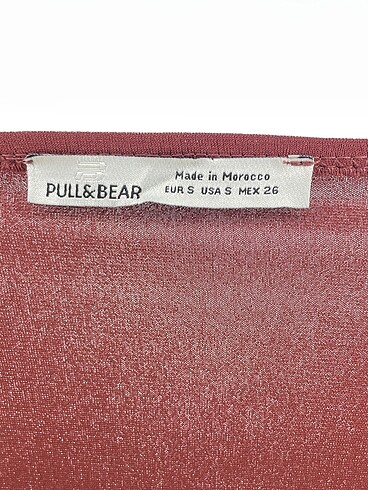 PULL&BEAR
Made in Morocco
EUR S USA S MEX 26